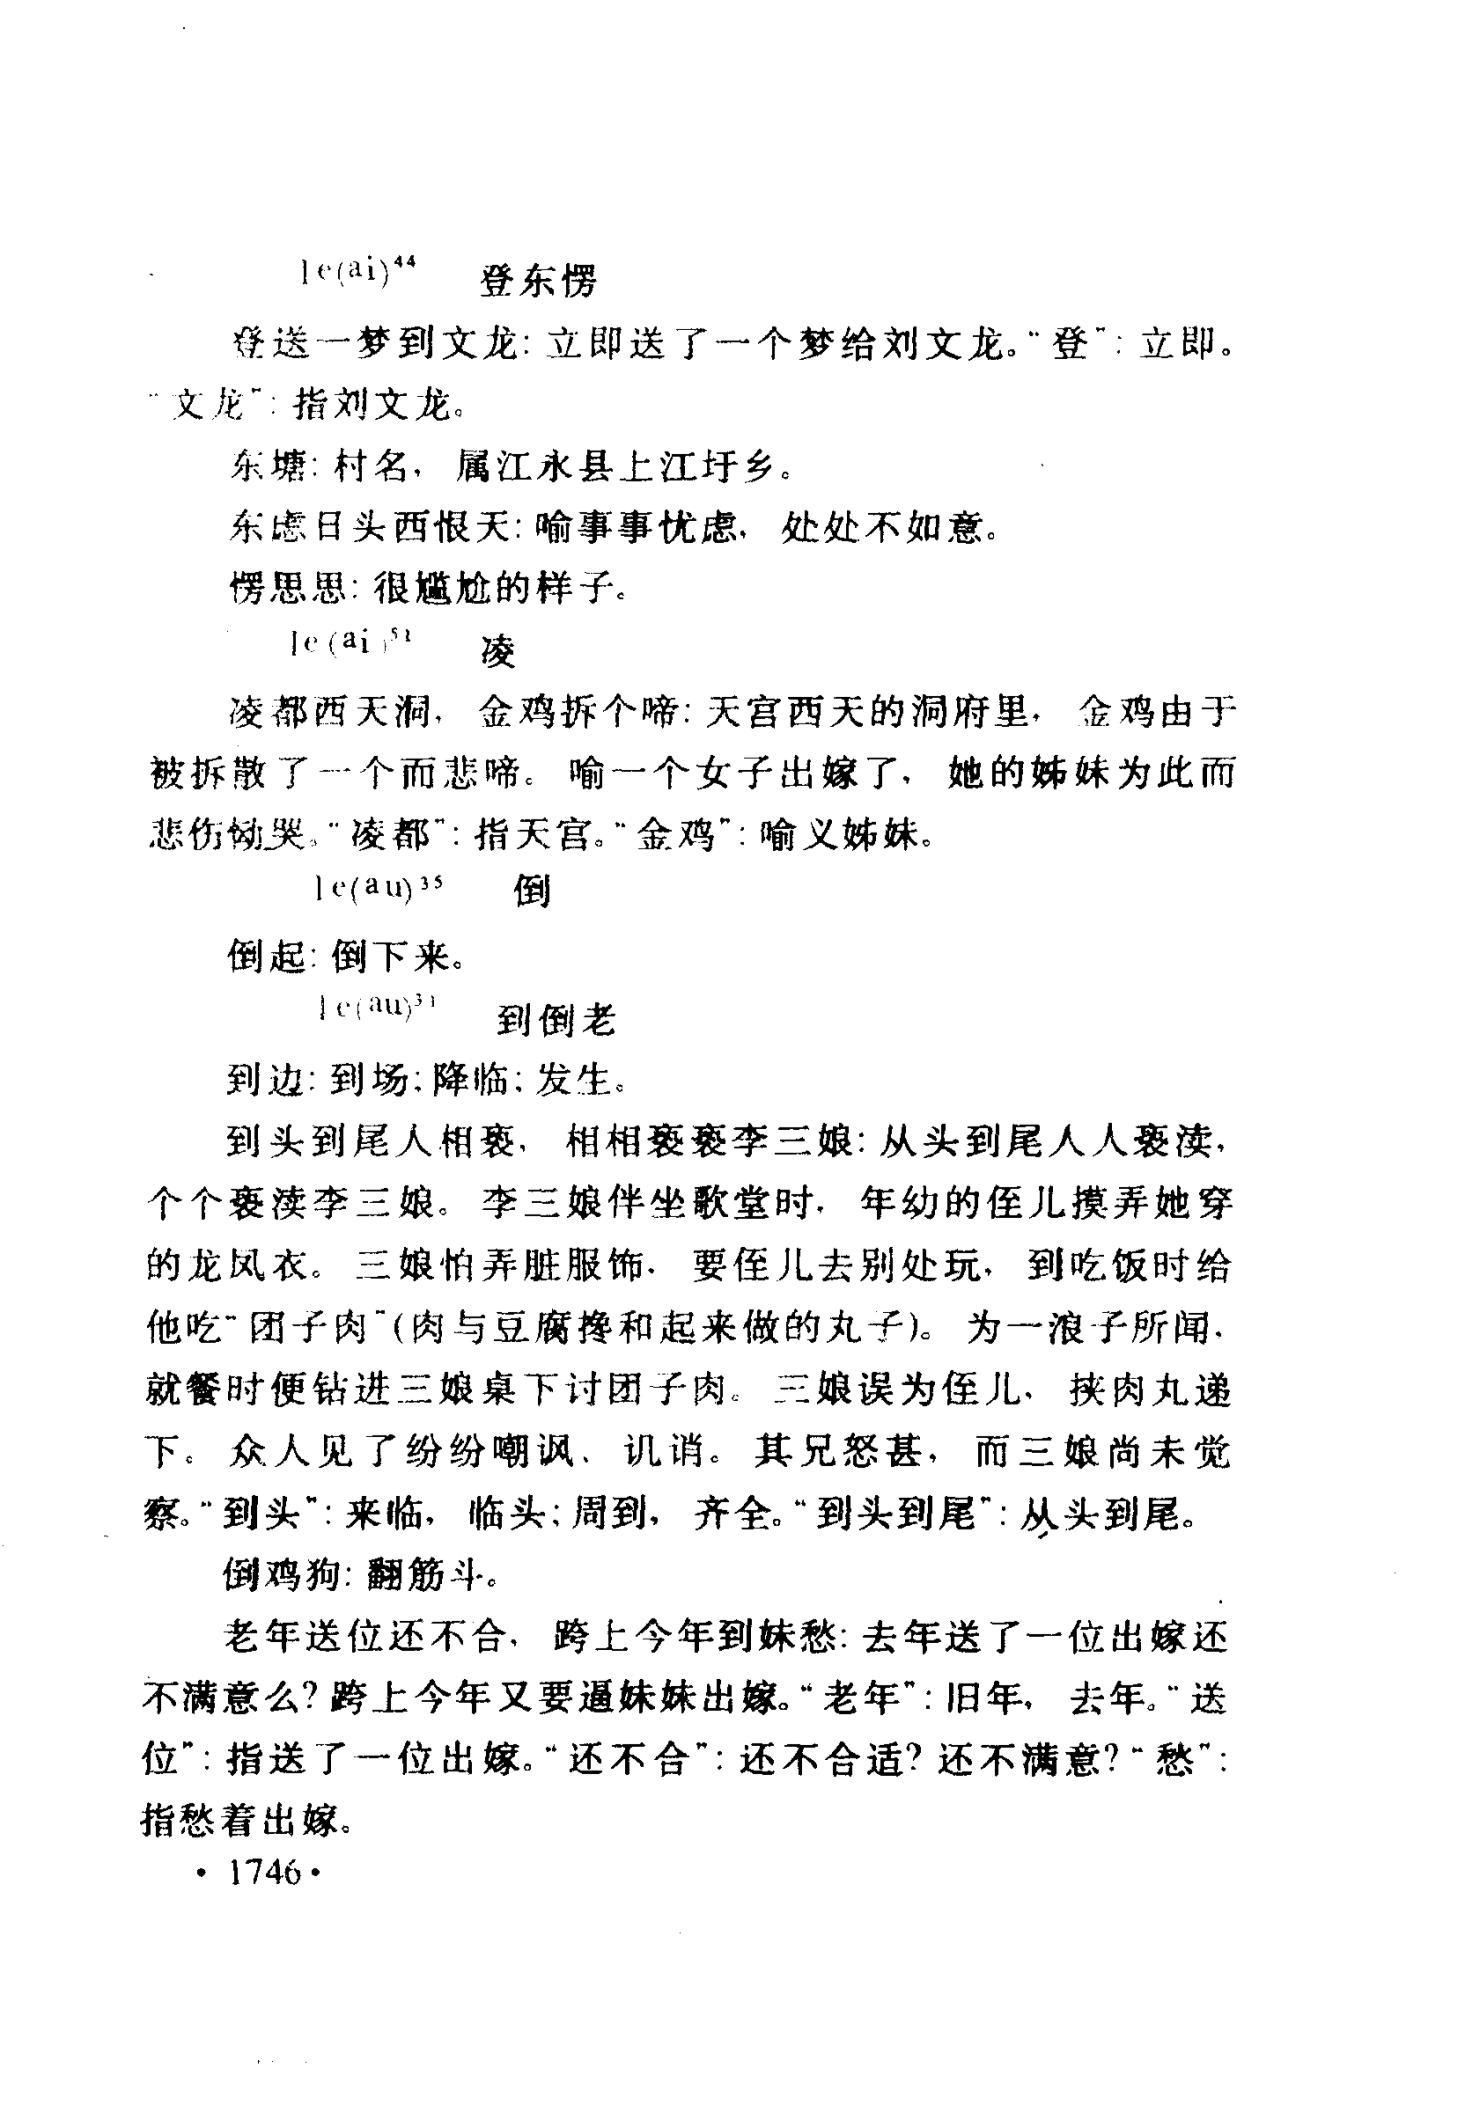 le(ai)⁴⁴ 登东愣
登送一梦到文龙：立即送了一个梦给刘文龙。“登”：立即。
“文龙”：指刘文龙。
东塘：村名，属江永县上江圩乡。
东虑日头西恨天：喻事事忧虑，处处不如意。
愣思思：很尴尬的样子。
le(ai)⁵¹ 凌
凌都西天洞，金鸡拆个啼：天宫西天的洞府里，金鸡由于
被拆散了一个而悲啼。喻一个女子出嫁了，她的姊妹为此而
悲伤恸哭。“凌都”：指天宫。“金鸡”：喻义姊妹。
le(au)³⁵ 倒
倒起：倒下来。
le(au)³¹ 到倒老
到边：到场；降临；发生。
到头到尾人相亵，相相亵亵李三娘：从头到尾人人亵渎，
个个亵渎李三娘。李三娘伴坐歌堂时，年幼的侄儿摸弄她穿
的龙凤衣。三娘怕弄脏服饰，要侄儿去别处玩，到吃饭时给
他吃“团子肉”(肉与豆腐搀和起来做的丸子)。为一浪子所闻，
就餐时便钻进三娘桌下讨团子肉。三娘误为侄儿，挟肉丸递
下。众人见了纷纷嘲讽、讥诮。其兄怒甚，而三娘尚未觉
察。“到头”：来临，临头；周到，齐全。“到头到尾”：从头到尾。
倒鸡狗：翻筋斗。
老年送位还不合，跨上今年到妹愁：去年送了一位出嫁还
不满意么？跨上今年又要逼妹妹出嫁。“老年”：旧年，去年。“送
位”：指送了一位出嫁。“还不合”：还不合适？还不满意？“愁”：
指愁着出嫁。
·1746·